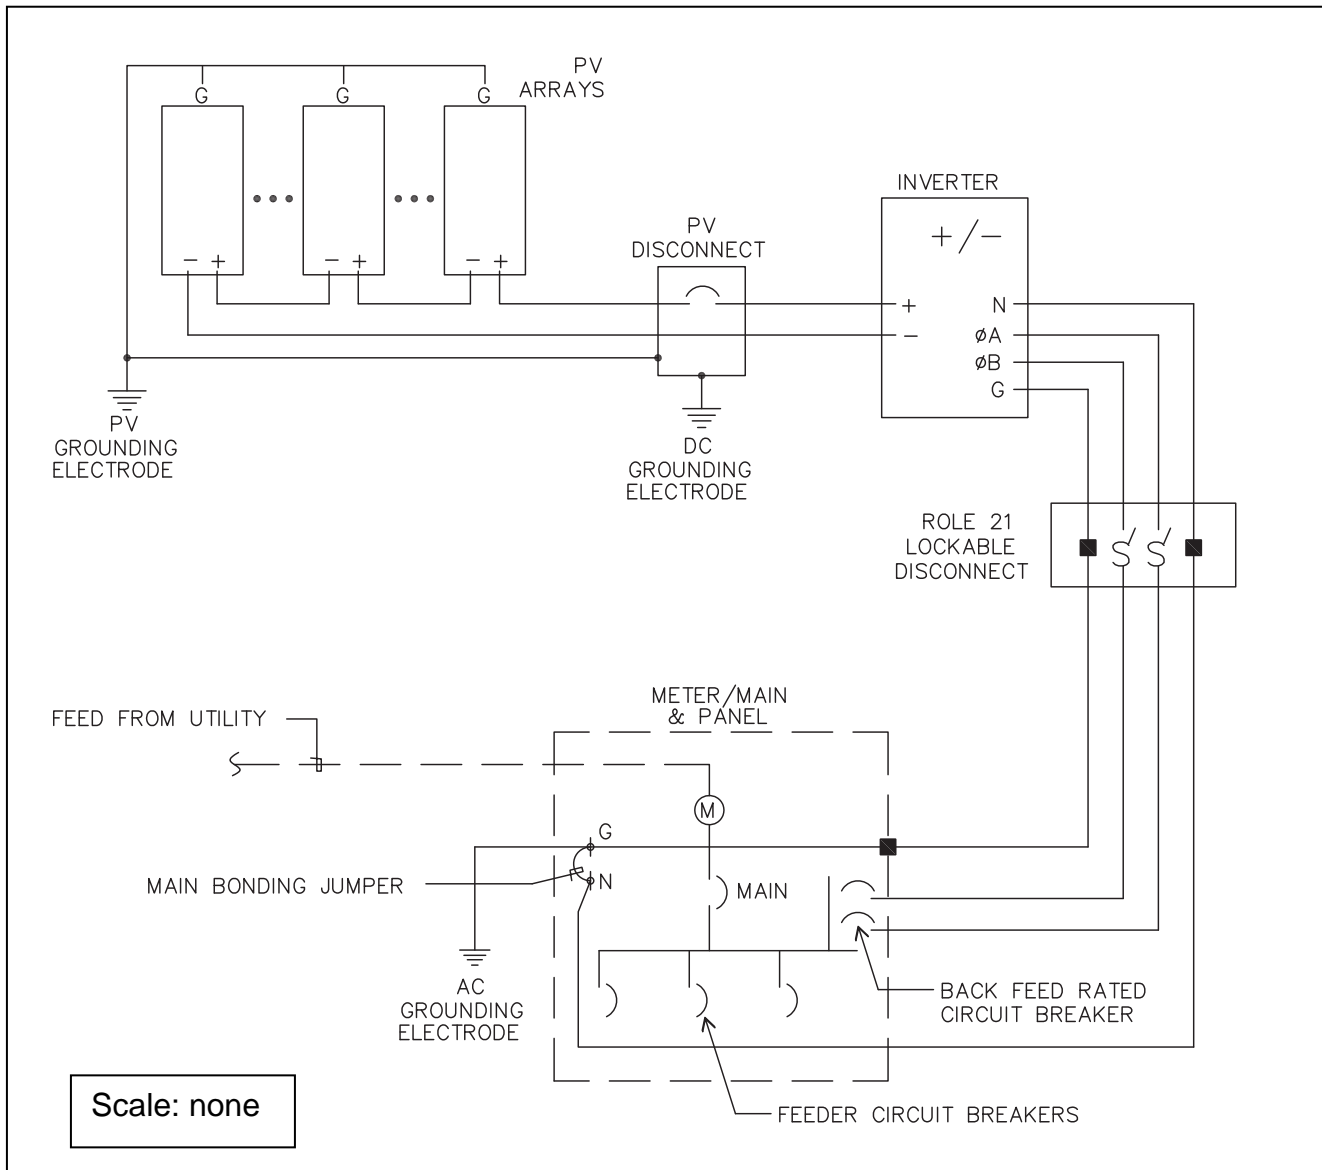 PV
ARRAYS
G G G
- + - + - +
PV
DISCONNECT
INVERTER
+/-
+
-
N
øA
øB
G
PV
GROUNDING
ELECTRODE
DC
GROUNDING
ELECTRODE
ROLE 21
LOCKABLE
DISCONNECT
FEED FROM UTILITY
METER/MAIN
& PANEL
M
G
N
MAIN BONDING JUMPER
MAIN
AC
GROUNDING
ELECTRODE
BACK FEED RATED
CIRCUIT BREAKER
FEEDER CIRCUIT BREAKERS
Scale: none